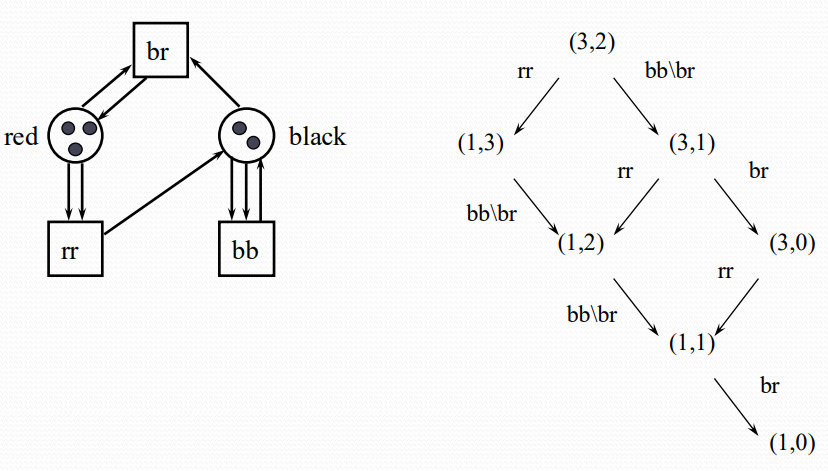 br
red
black
rr
bb
(3,2)
rr
bb\br
(1,3)
(3,1)
rr
br
bb\br
(1,2)
(3,0)
rr
bb\br
(1,1)
br
(1,0)